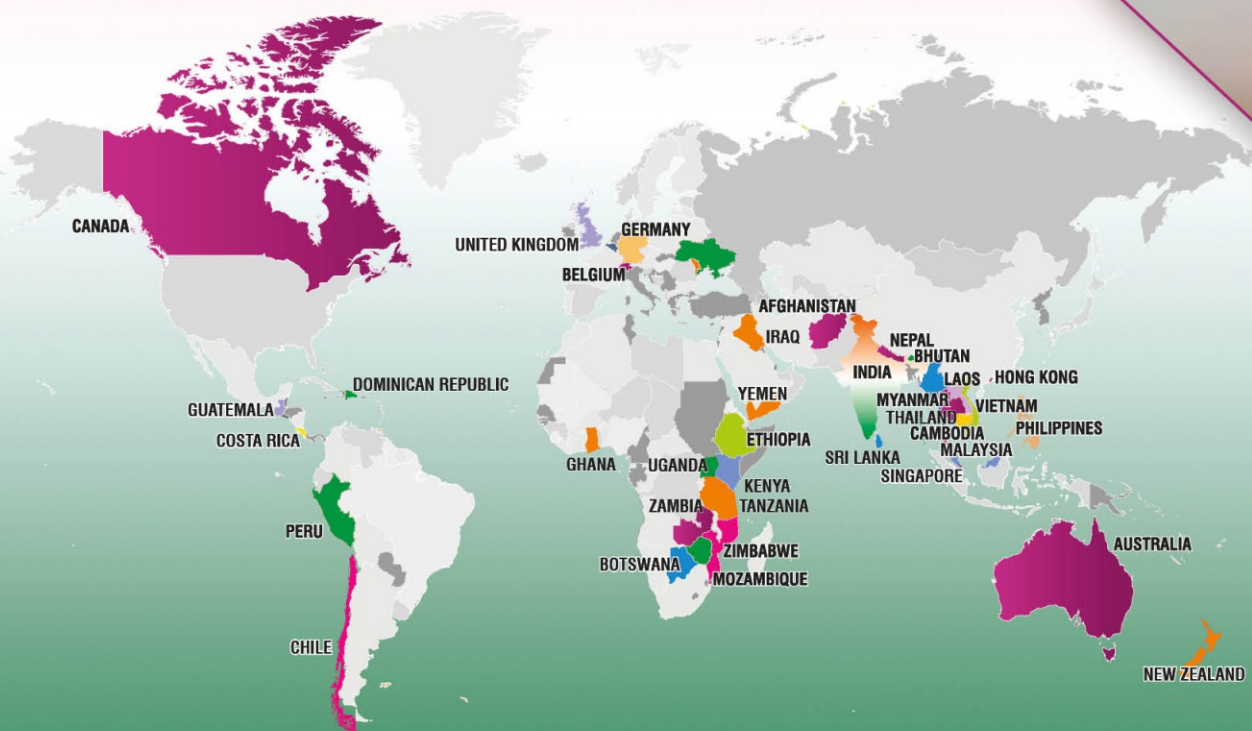 CANADA
UNITED KINGDOM
GERMANY
BELGIUM
AFGHANISTAN
IRAQ
NEPAL
BHUTAN
INDIA
LAOS
HONG KONG
DOMINICAN REPUBLIC
GUATEMALA
YEMEN
MYANMAR
VIETNAM
THAILAND
PHILIPPINES
COSTA RICA
ETHIOPIA
CAMBODIA
MALAYSIA
SRI LANKA
GHANA
UGANDA
SINGAPORE
KENYA
ZAMBIA
TANZANIA
PERU
ZIMBABWE
AUSTRALIA
BOTSWANA
MOZAMBIQUE
CHILE
NEW ZEALAND